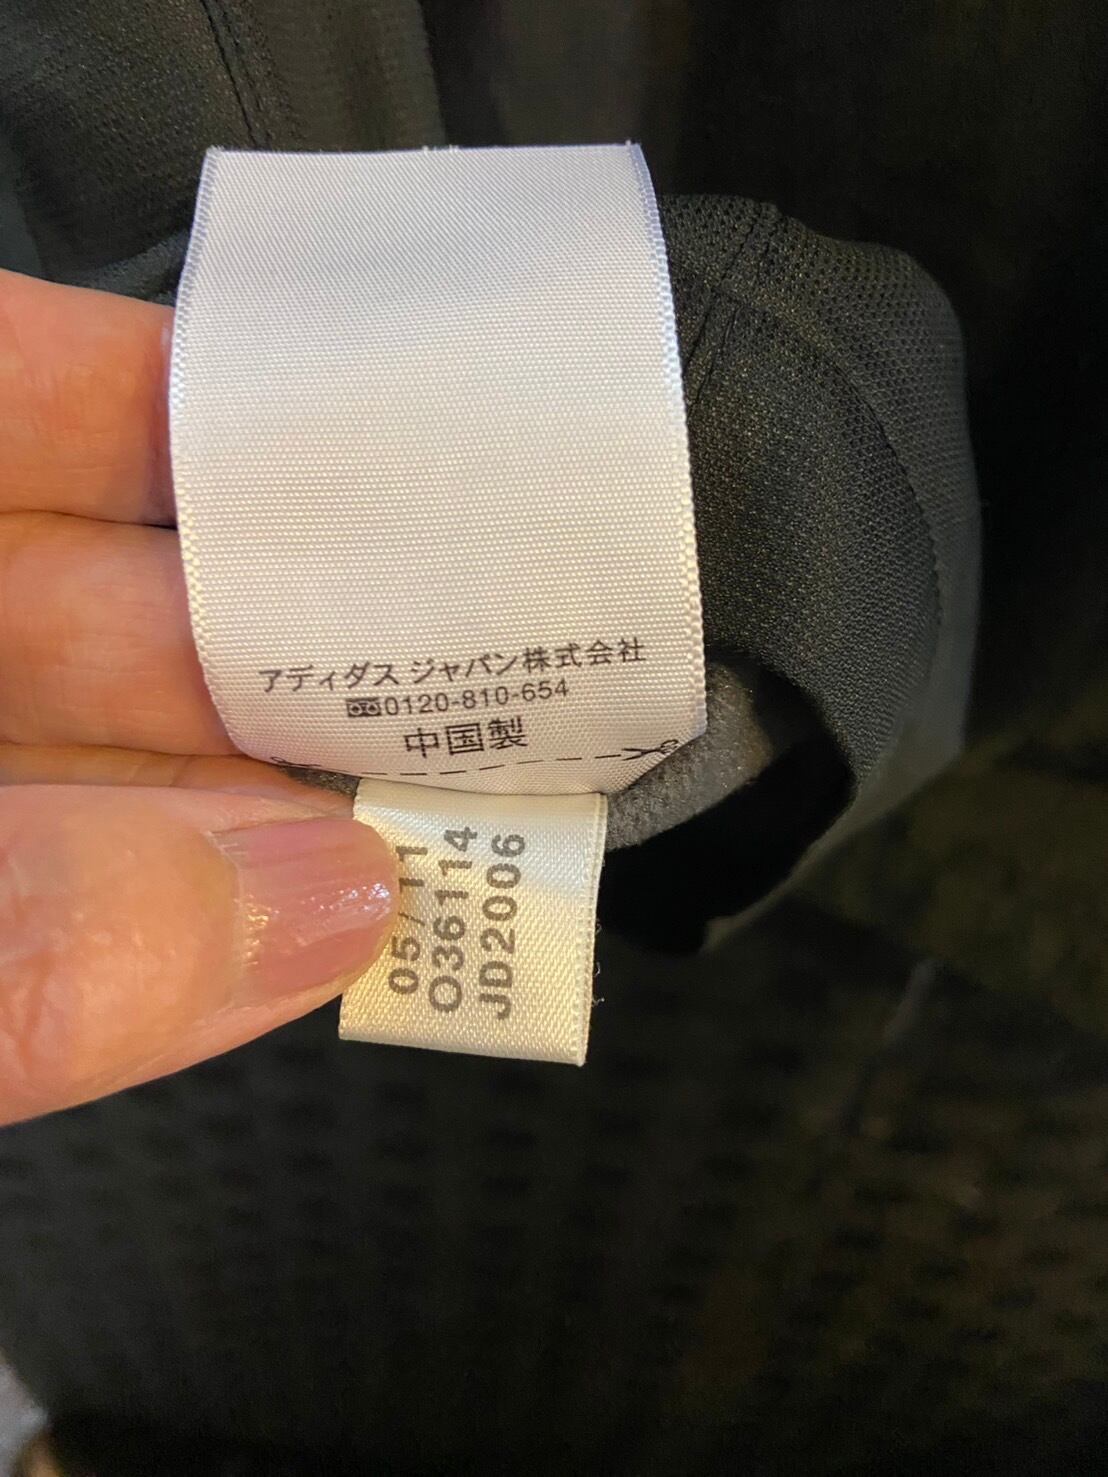 アディダス ジャパン株式会社
0120-810-654
中国製
05/11
O36114
JD2006